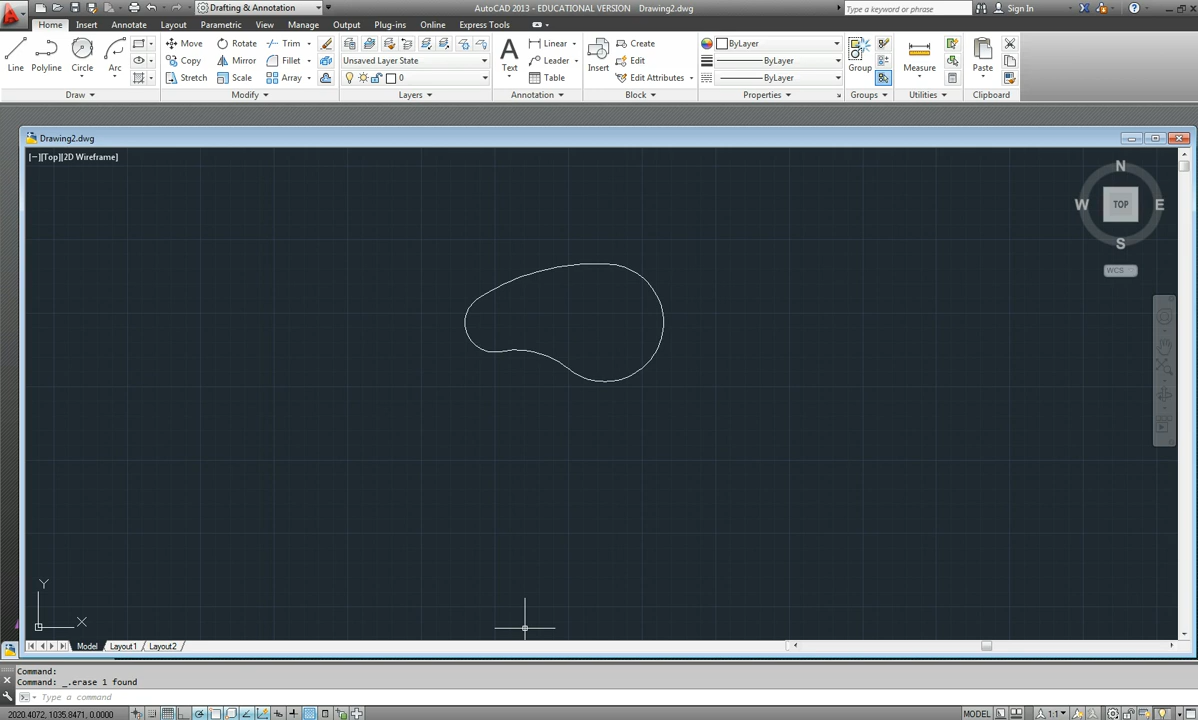 Drafting & Annotation
AutoCAD 2013 - EDUCATIONAL VERSION Drawing2.dwg
Type a keyword or phrase
Sign In
Home Insert Annotate Layout Parametric View Manage Output Plug-ins Online Express Tools
Line Polyline Circle Arc
Move Rotate Trim
Copy Mirror Fillet
Stretch Scale Array
Unsaved Layer State
0
Text
Linear
Leader
Table
Insert
Create
Edit
Edit Attributes
ByLayer
ByLayer
ByLayer
Group
Measure
Paste
Draw Modify Layers Annotation Block Properties Groups Utilities Clipboard
Drawing2.dwg
[−][Top][2D Wireframe]
N
W TOP E
S
WCS
Y
X
Model Layout1 Layout2
Command:
Command: _.erase 1 found
Type a command
2020.4072, 1035.8471, 0.0000
MODEL
1:1